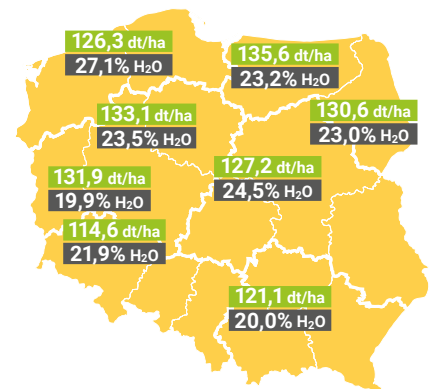 126,3 dt/ha
27,1% H₂O
135,6 dt/ha
23,2% H₂O
133,1 dt/ha
23,5% H₂O
130,6 dt/ha
23,0% H₂O
127,2 dt/ha
24,5% H₂O
131,9 dt/ha
19,9% H₂O
114,6 dt/ha
21,9% H₂O
121,1 dt/ha
20,0% H₂O